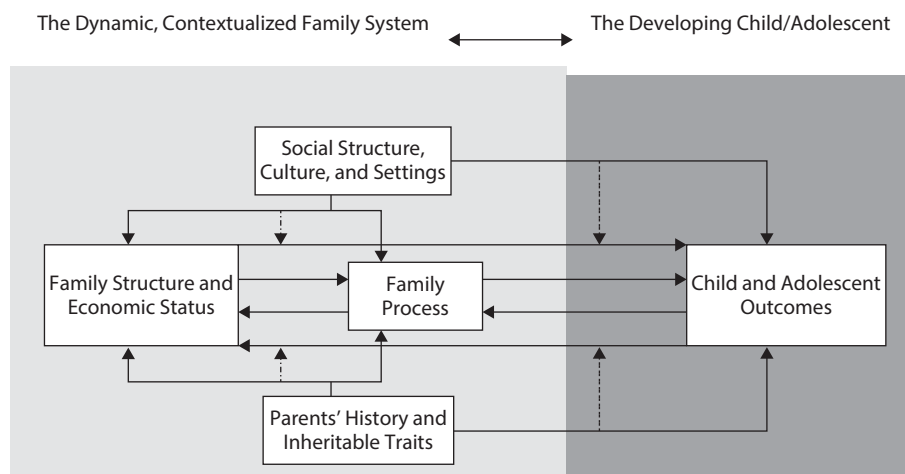 The Dynamic, Contextualized Family System
The Developing Child/Adolescent
Social Structure,
Culture, and Settings
Family Structure and
Economic Status
Family
Process
Child and Adolescent
Outcomes
Parents’ History and
Inheritable Traits